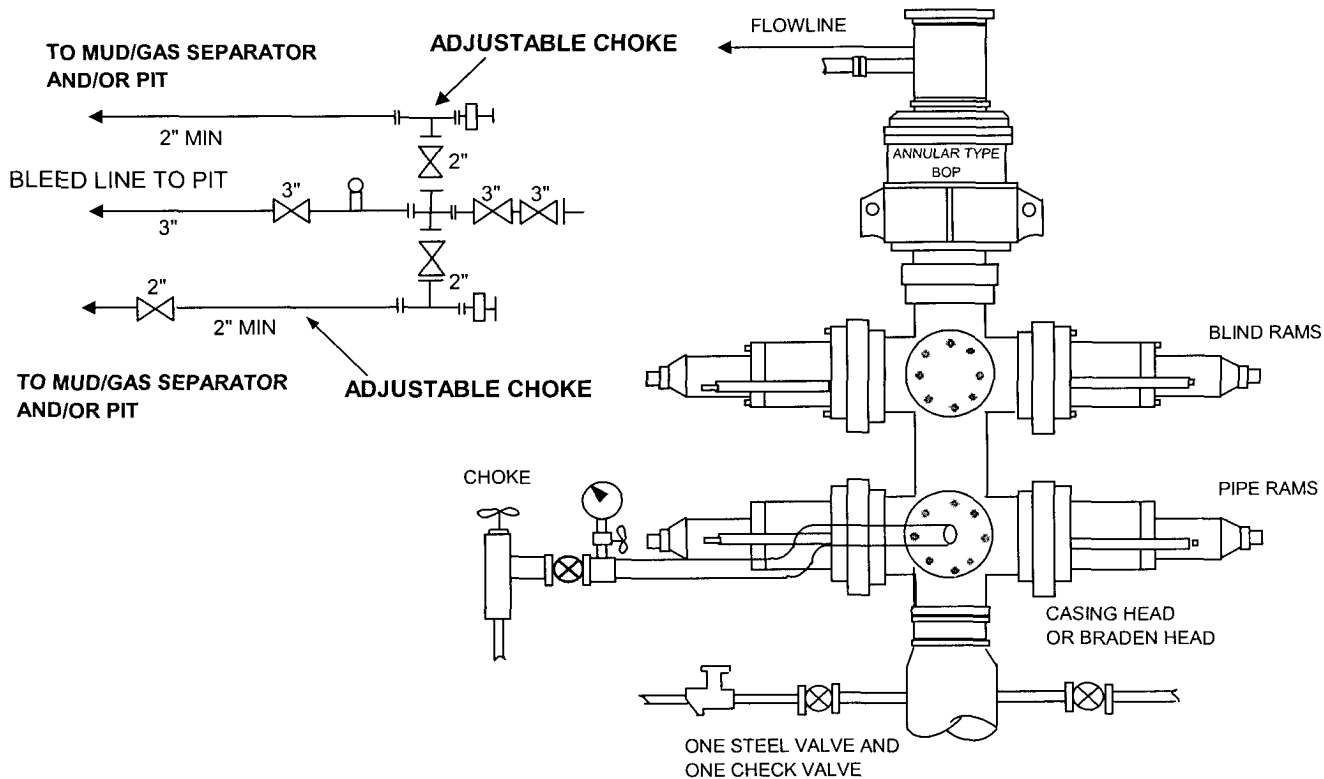 TO MUD/GAS SEPARATOR
AND/OR PIT
ADJUSTABLE CHOKE
2" MIN
2"
BLEED LINE TO PIT
3"
3"
3"
3"
2"
2"
2" MIN
TO MUD/GAS SEPARATOR
AND/OR PIT
ADJUSTABLE CHOKE
FLOWLINE
ANNULAR TYPE
BOP
BLIND RAMS
CHOKE
PIPE RAMS
CASING HEAD
OR BRADEN HEAD
ONE STEEL VALVE AND
ONE CHECK VALVE